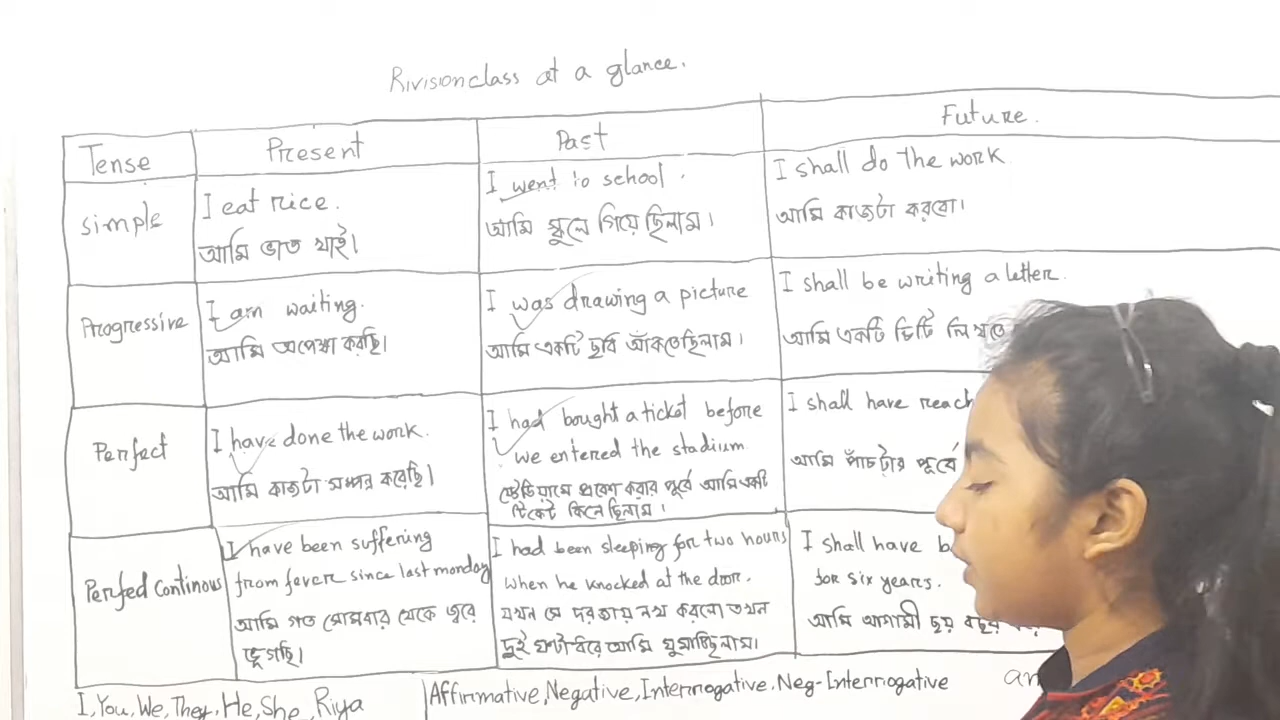 Rivision class at a glance.
Tense
Present
Past
Future.
simple
I eat rice.
আমি ভাত খাই।
I went to school.
আমি স্কুলে গিয়ে ছিলাম।
I shall do the work
আমি কাজটা করবো।
Progressive
I am waiting.
আমি অপেক্ষা করছি।
I was drawing a picture
আমি একটি ছবি আঁকতেছিলাম।
I shall be writing a letter.
আমি একটি চিটি লিখতে
Perfect
I have done the work.
আমি কাজটা সম্পন্ন করেছি।
I had bought a ticket before
we entered the stadium
স্টেডিয়ামে প্রবেশ করার পূর্বে আমি একটি
টিকেট কিনে ছিলাম।
I shall have reach
আমি পাঁচটার পূর্বে
Perfed Continous
I have been suffering
from fever since last monday
আমি গত সোমবার থেকে জ্বরে
ভুগেছি।
I had been sleeping for two hours
when he knocked at the door.
যখন সে দরজায় নখ করলো তখন
দুই ঘণ্টা ধরে আমি ঘুমাচ্ছিলাম।
I shall have b
for six years.
আমি আগামী ছয় বছর
I, You, We, They, He, She, Riya
Affirmative, Negative, Interrogative, Neg-Interrogative